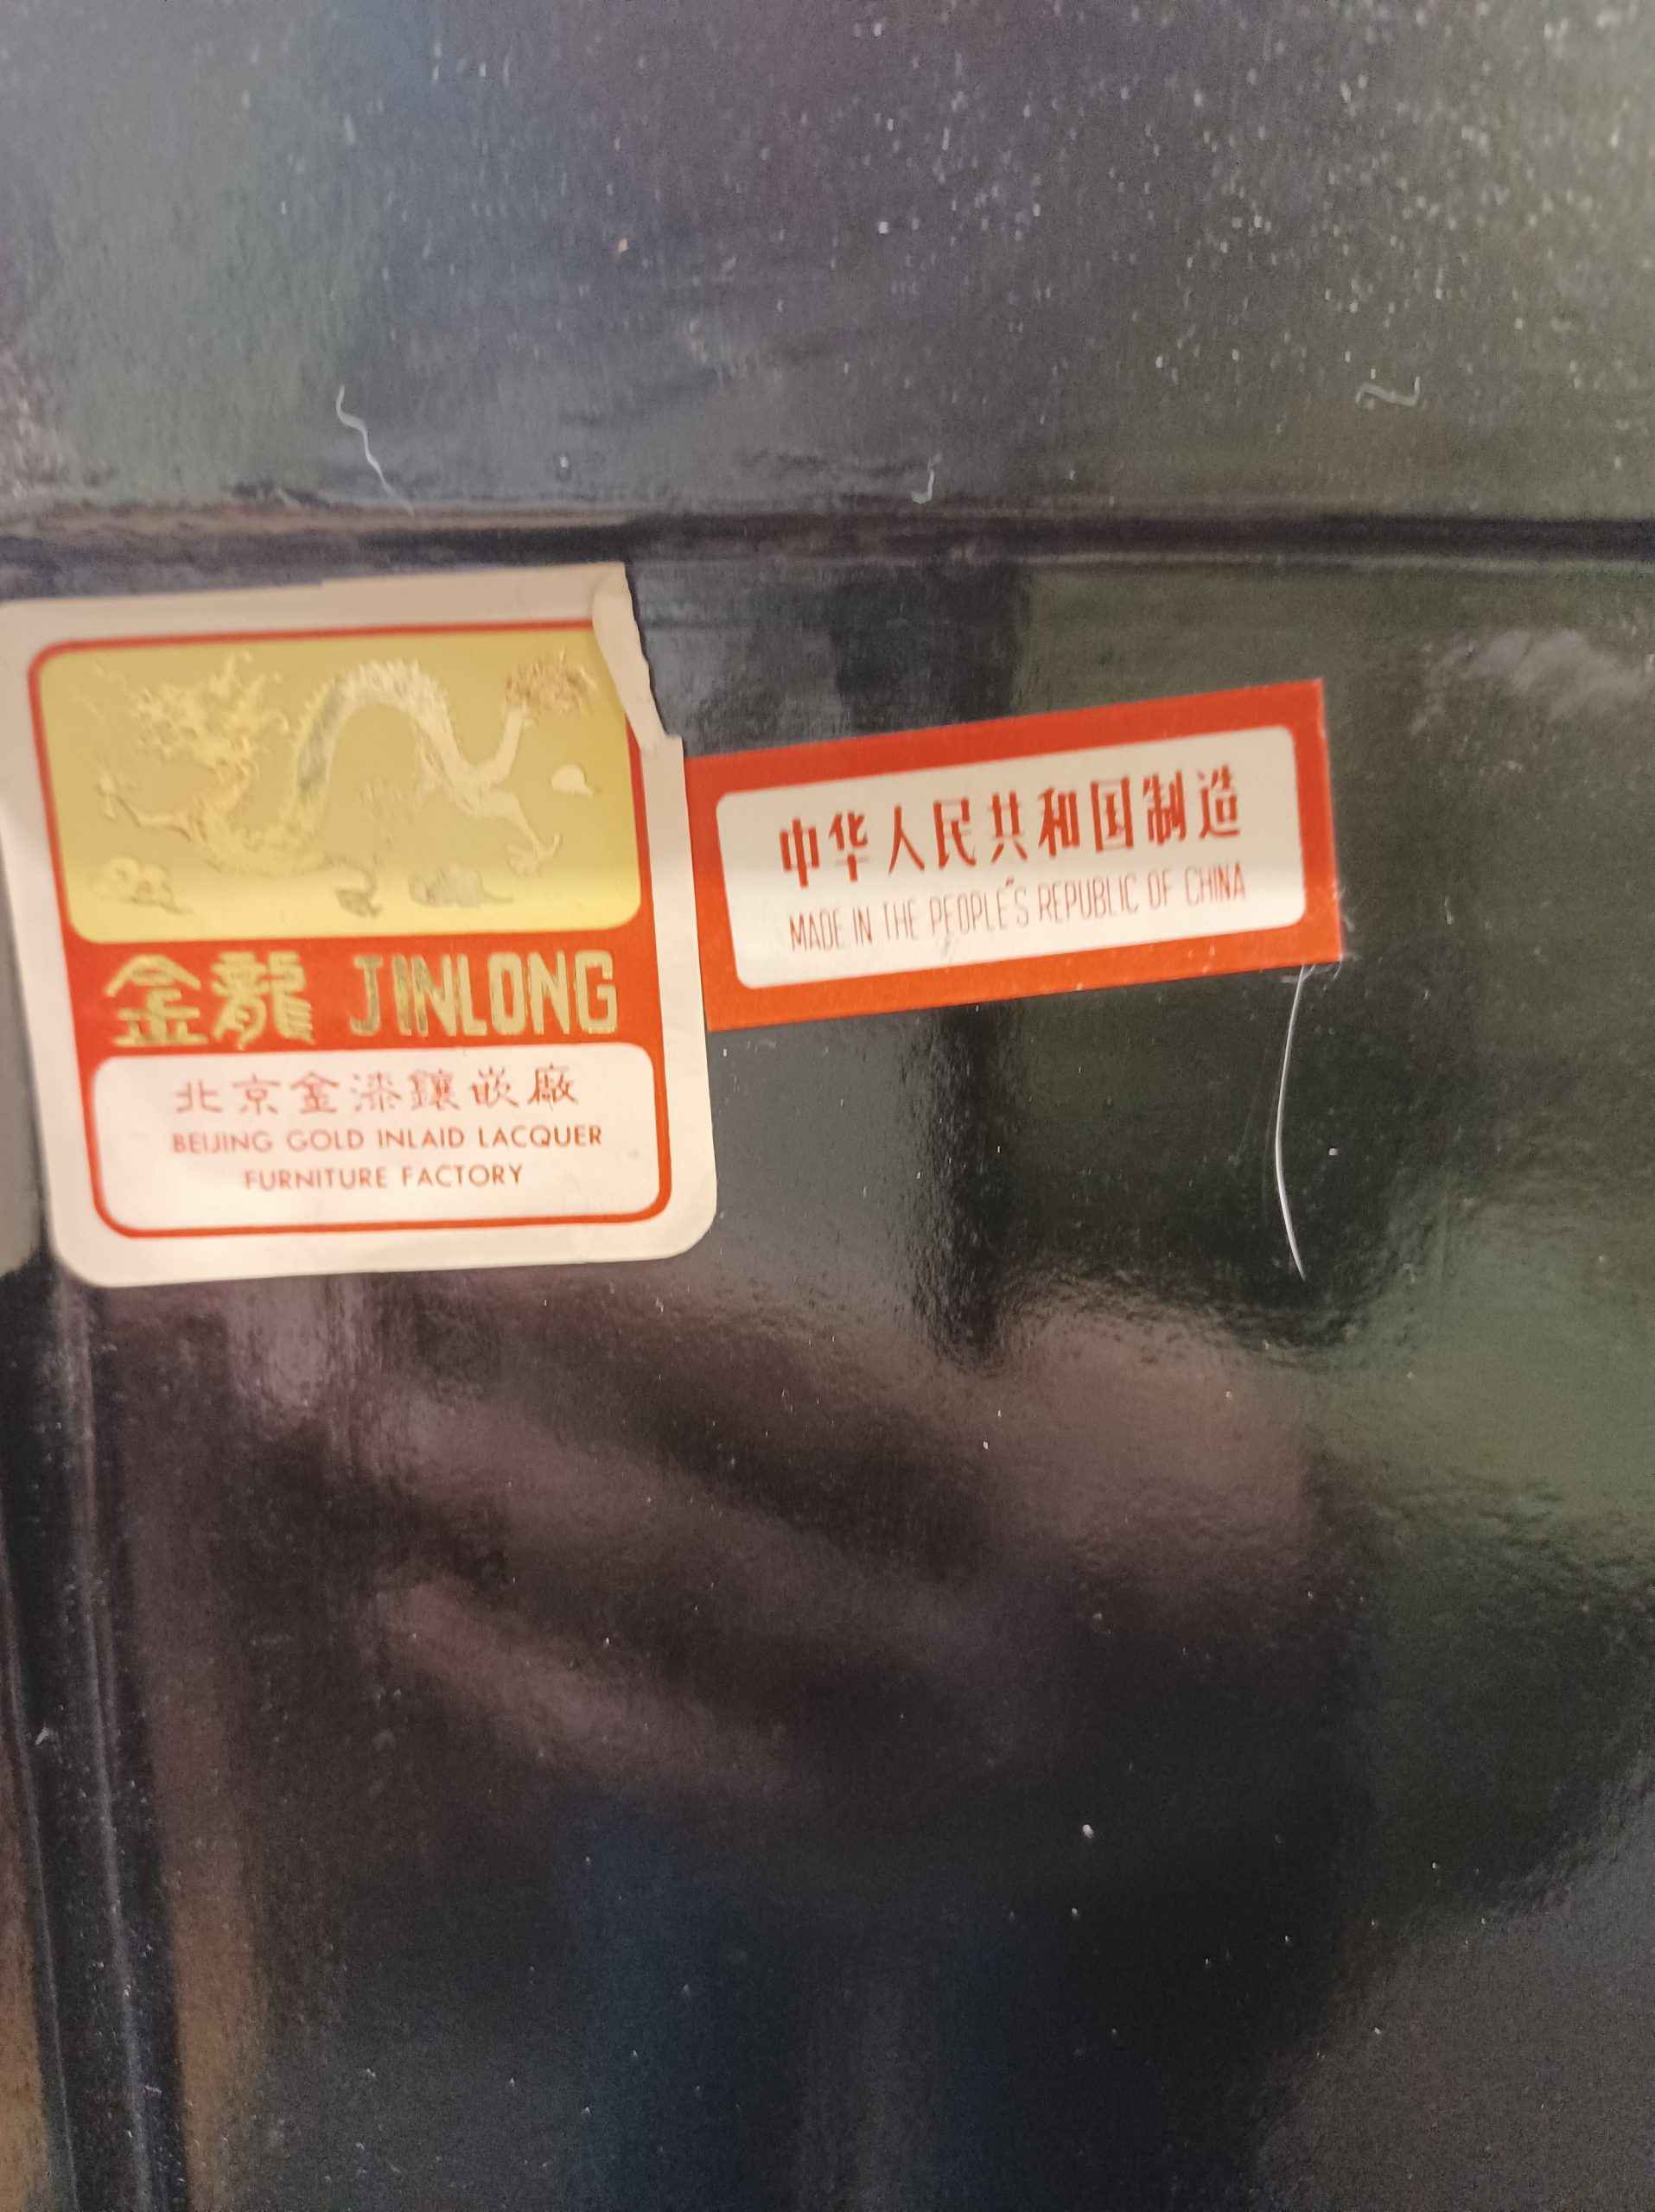 金龍 JINLONG
北京金漆鑲嵌廠
BEIJING GOLD INLAID LACQUER
FURNITURE FACTORY
中华人民共和国制造
MADE IN THE PEOPLE'S REPUBLIC OF CHINA